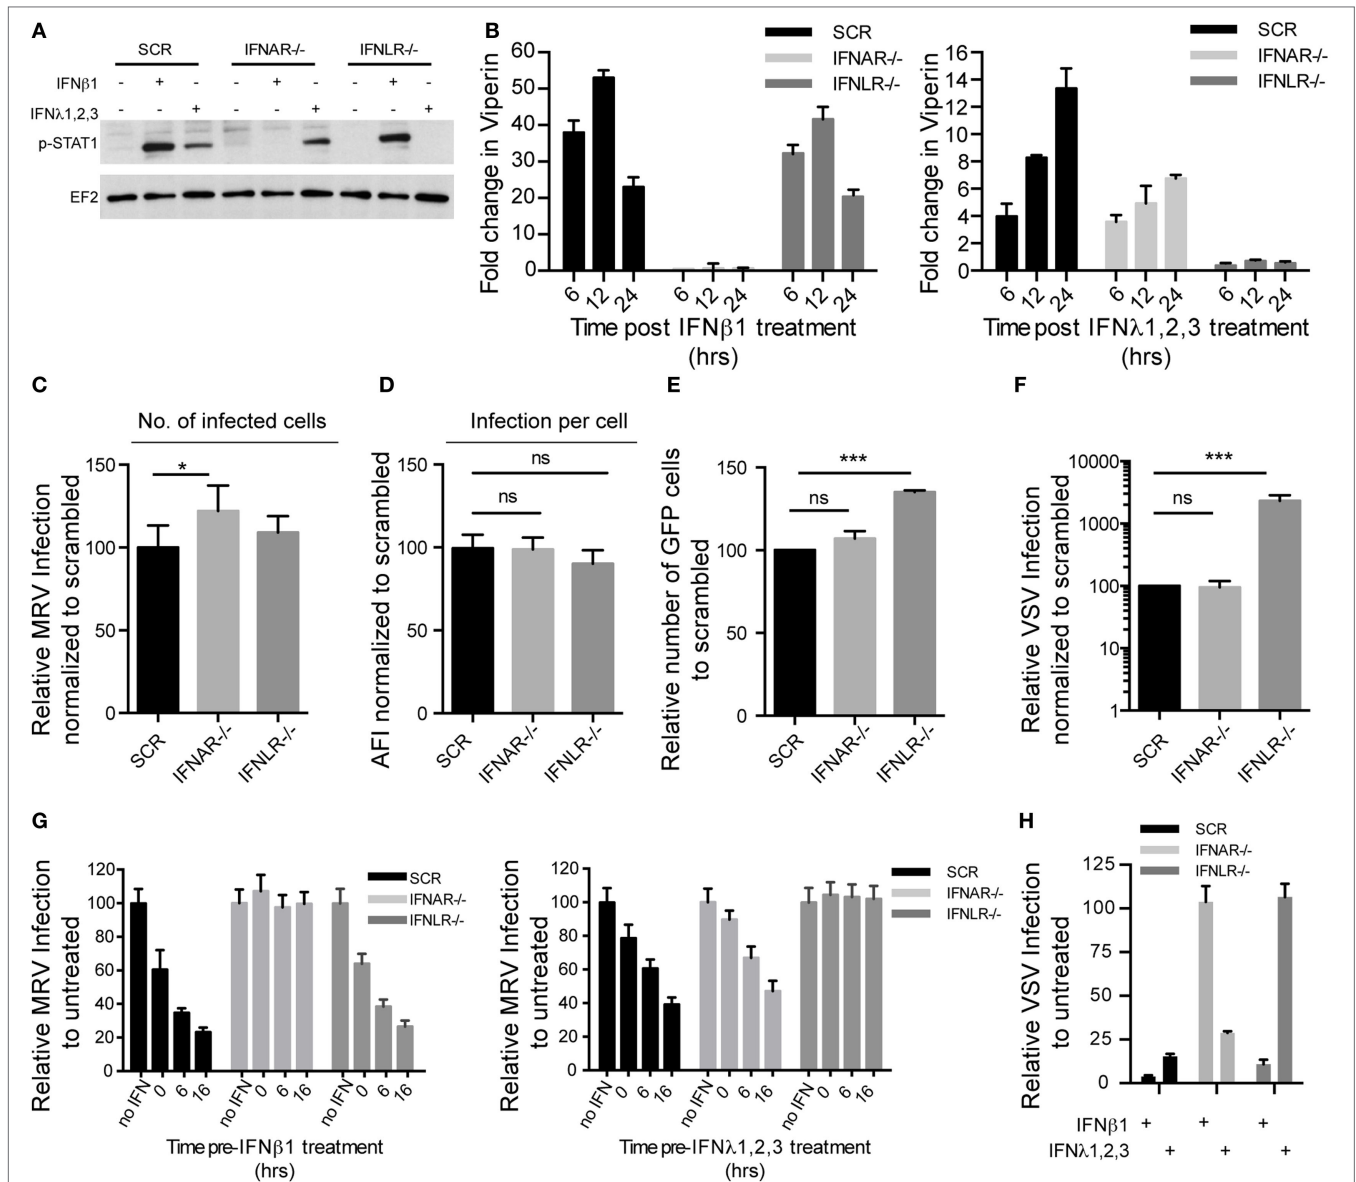 A
SCR IFNAR-/- IFNLR-/-
IFNβ1 - + - - + - - + -
IFNλ1,2,3 - - + - - + - - +
p-STAT1
EF2
B
SCR
IFNAR-/-
IFNLR-/-
Fold change in Viperin
60
50
40
30
20
10
0
6 12 24 6 12 24 6 12 24
Time post IFNβ1 treatment
(hrs)
SCR
IFNAR-/-
IFNLR-/-
Fold change in Viperin
16
14
12
10
8
6
4
2
0
6 12 24 6 12 24 6 12 24
Time post IFNλ1,2,3 treatment
(hrs)
C
No. of infected cells
Relative MRV Infection
normalized to scrambled
150
100
50
0
*
SCR IFNAR-/- IFNLR-/-
D
Infection per cell
AFI normalized to scrambled
150
100
50
0
ns
ns
SCR IFNAR-/- IFNLR-/-
E
Relative number of GFP cells
to scrambled
150
100
50
0
***
ns
SCR IFNAR-/- IFNLR-/-
F
Relative VSV Infection
normalized to scrambled
10000
1000
100
10
1
***
ns
SCR IFNAR-/- IFNLR-/-
G
Relative MRV Infection
to untreated
120
100
80
60
40
20
0
SCR
IFNAR-/-
IFNLR-/-
no IFN 0 6 16 no IFN 0 6 16 no IFN 0 6 16
Time pre-IFNβ1 treatment
(hrs)
Relative MRV Infection
to untreated
120
100
80
60
40
20
0
SCR
IFNAR-/-
IFNLR-/-
no IFN 0 6 16 no IFN 0 6 16 no IFN 0 6 16
Time pre-IFNλ1,2,3 treatment
(hrs)
H
SCR
IFNAR-/-
IFNLR-/-
Relative VSV Infection
to untreated
125
100
75
50
25
0
IFNβ1 + + +
IFNλ1,2,3 + + +